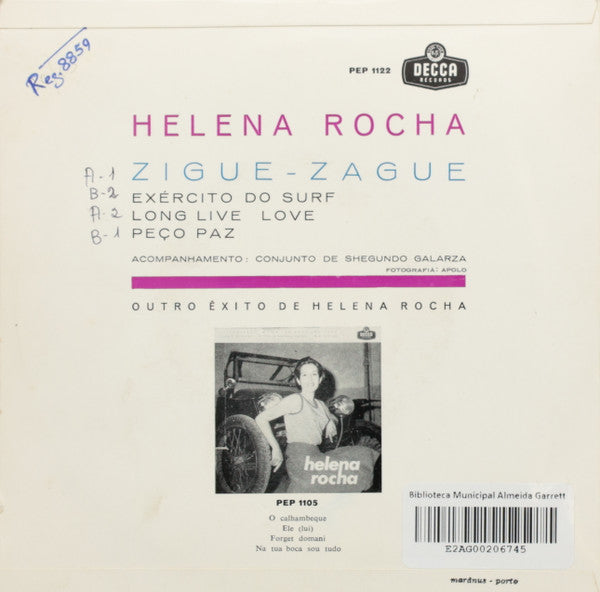 Reg. 8859
PEP 1122
DECCA
RECORDS
HELENA ROCHA
A-1 ZIGUE-ZAGUE
B-2 EXÉRCITO DO SURF
A-2 LONG LIVE LOVE
B-1 PEÇO PAZ
ACOMPANHAMENTO: CONJUNTO DE SHEGUNDO GALARZA
FOTOGRAFIA: APOLO
OUTRO ÊXITO DE HELENA ROCHA
helena
rocha
PEP 1105
O calhambeque
Ele (lui)
Forget domani
Na tua boca sou tudo
Biblioteca Municipal Almeida Garrett
E2AG00206745
marânus - porto